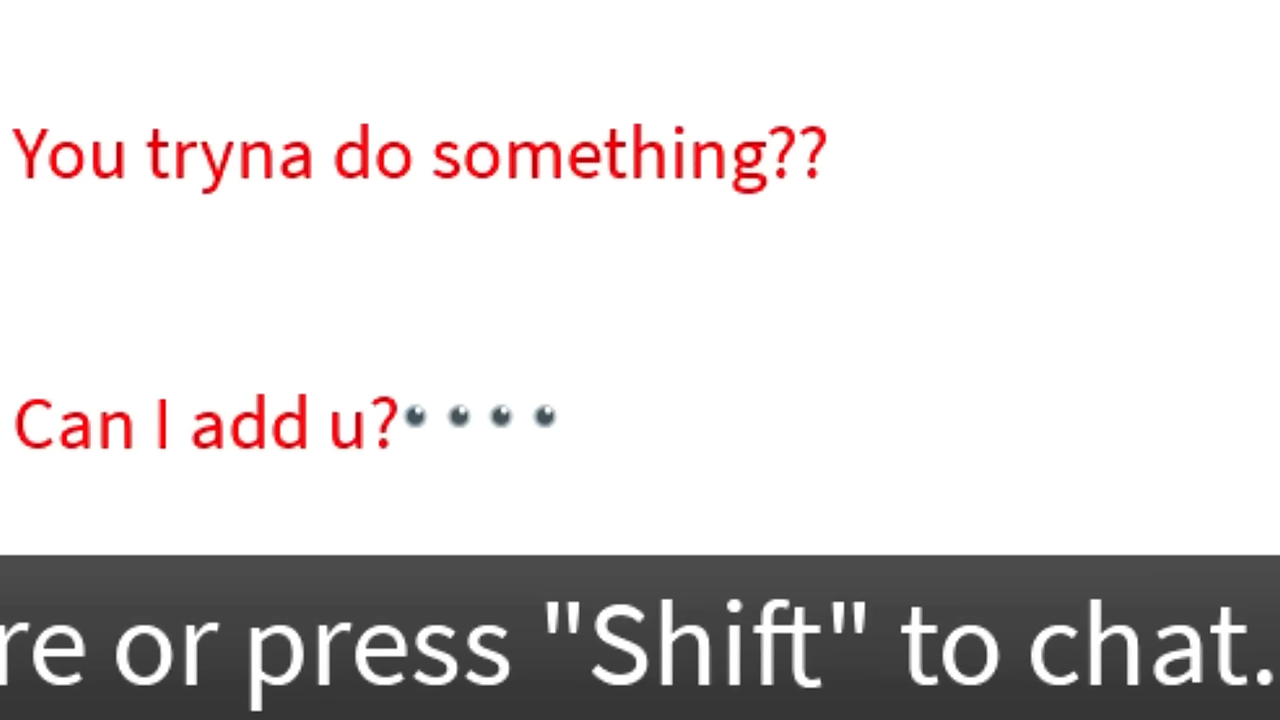 You tryna do something??
Can I add u?👀👀
re or press "Shift" to chat.